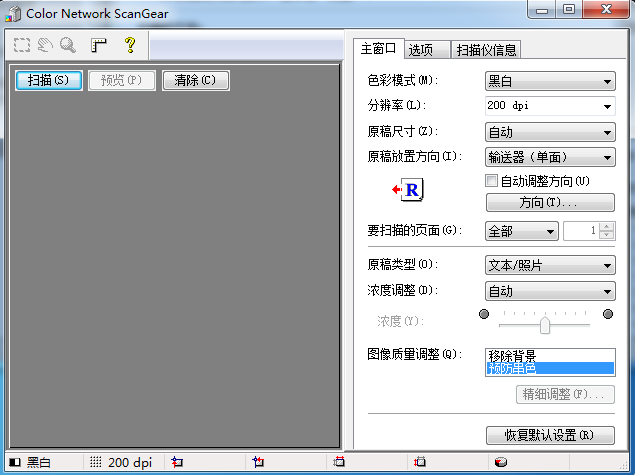 Color Network ScanGear
扫描(S) 预览(P) 清除(C)
主窗口 选项 扫描仪信息
色彩模式(M): 黑白
分辨率(L): 200 dpi
原稿尺寸(Z): 自动
原稿放置方向(I): 输送器(单面)
自动调整方向(U)
R
方向(T)...
要扫描的页面(G): 全部 1
原稿类型(O): 文本/照片
浓度调整(D): 自动
浓度(Y):
图像质量调整(Q): 移除背景
预防串色
精细调整(F)...
恢复默认设置(R)
黑白 200 dpi